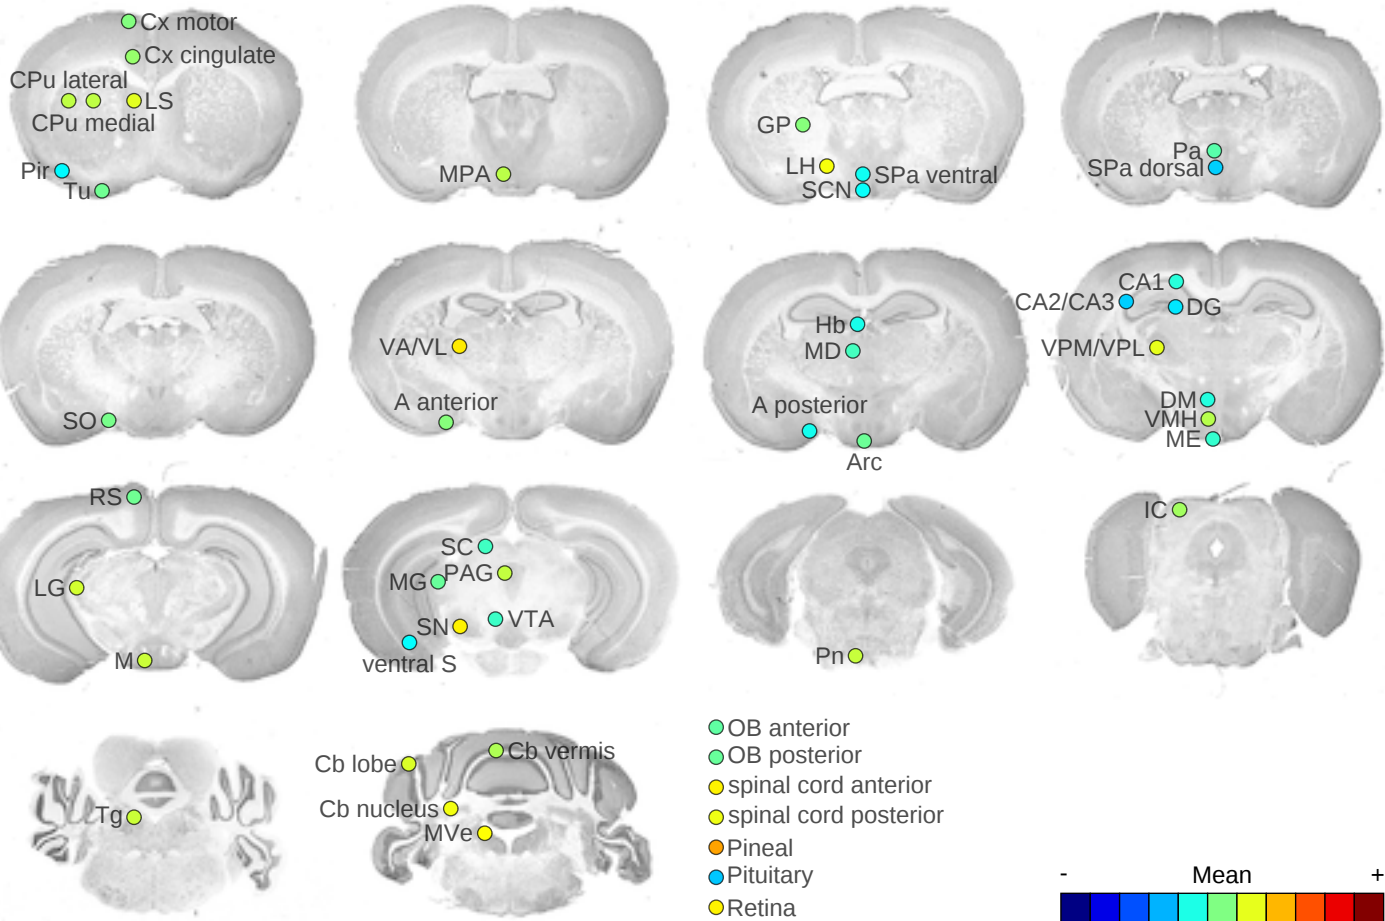 Cx motor
Cx cingulate
CPu lateral
LS
CPu medial
Pir
Tu
MPA
GP
LH
SPa ventral
SCN
Pa
SPa dorsal
SO
VA/VL
A anterior
Hb
MD
A posterior
Arc
CA1
CA2/CA3
DG
VPM/VPL
DM
VMH
ME
RS
LG
M
SC
MG
PAG
SN
VTA
ventral S
Pn
IC
Tg
Cb lobe
Cb vermis
Cb nucleus
MVe
OB anterior
OB posterior
spinal cord anterior
spinal cord posterior
Pineal
Pituitary
Retina
- Mean +